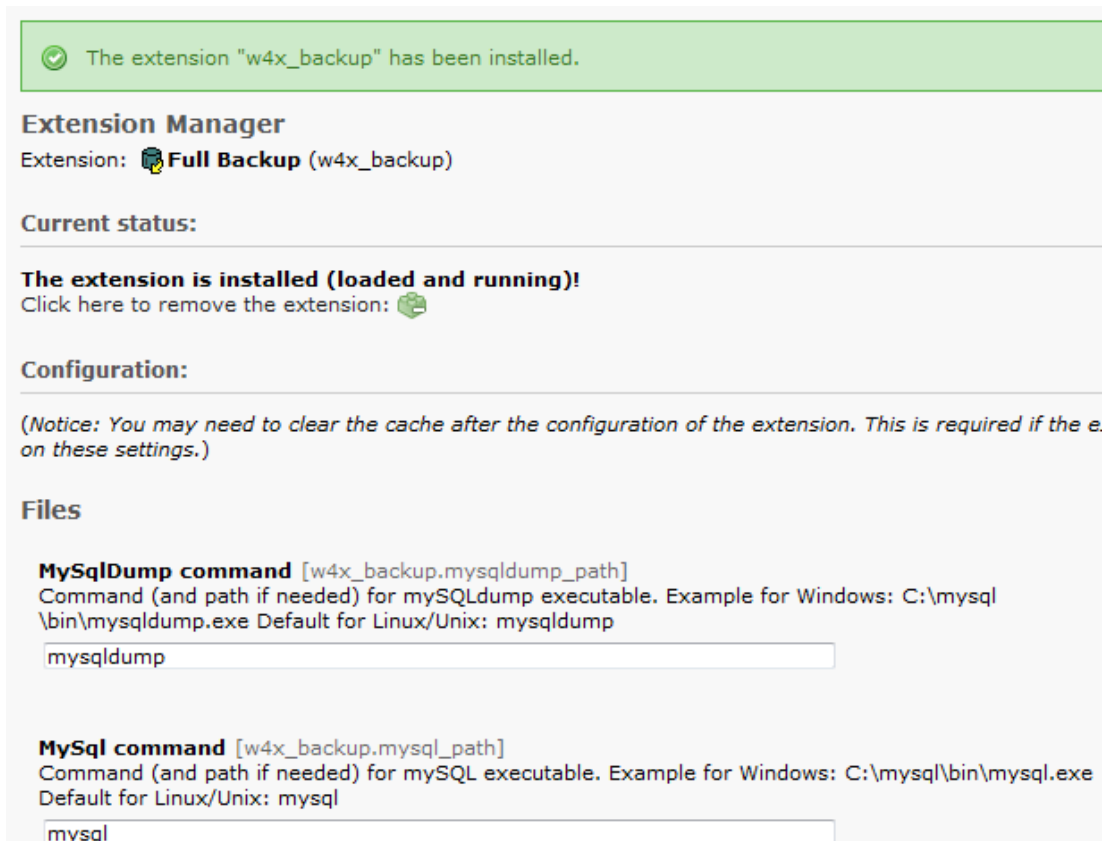 The extension "w4x_backup" has been installed.
Extension Manager
Extension: Full Backup (w4x_backup)
Current status:
The extension is installed (loaded and running)!
Click here to remove the extension:
Configuration:
(Notice: You may need to clear the cache after the configuration of the extension. This is required if the
on these settings.)
Files
MySqlDump command [w4x_backup.mysqldump_path]
Command (and path if needed) for mySQLdump executable. Example for Windows: C:\mysql
\bin\mysqldump.exe Default for Linux/Unix: mysqldump
mysqldump
MySql command [w4x_backup.mysql_path]
Command (and path if needed) for mySQL executable. Example for Windows: C:\mysql\bin\mysql.exe
Default for Linux/Unix: mysql
mysql